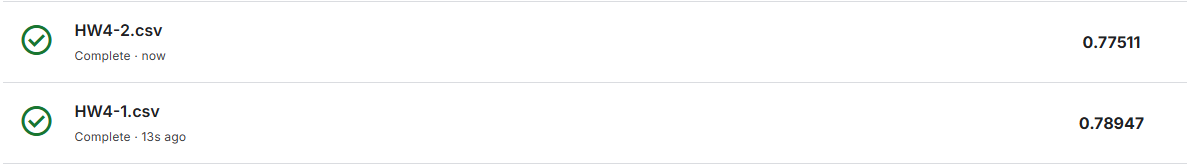 HW4-2.csv
0.77511
Complete · now
HW4-1.csv
0.78947
Complete · 13s ago